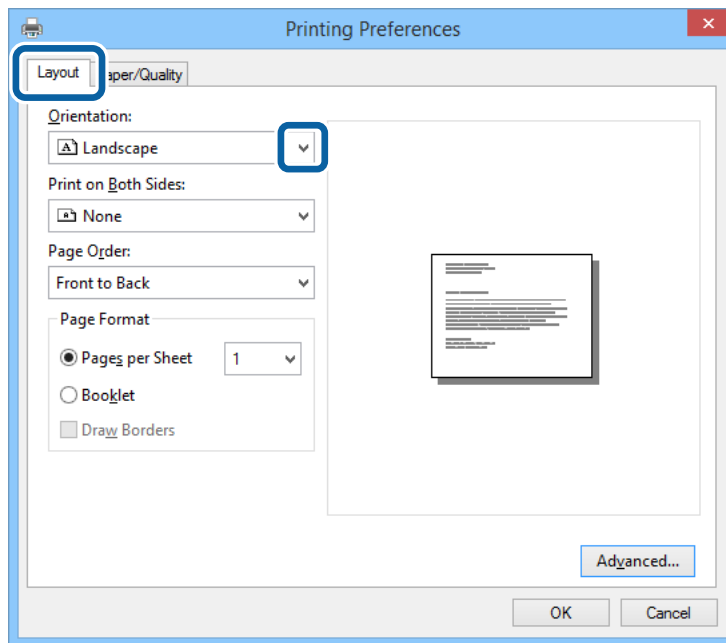 Printing Preferences
Layout
aper/Quality
Orientation:
A Landscape
Print on Both Sides:
a None
Page Order:
Front to Back
Page Format
Pages per Sheet 1
Booklet
Draw Borders
Advanced...
OK Cancel